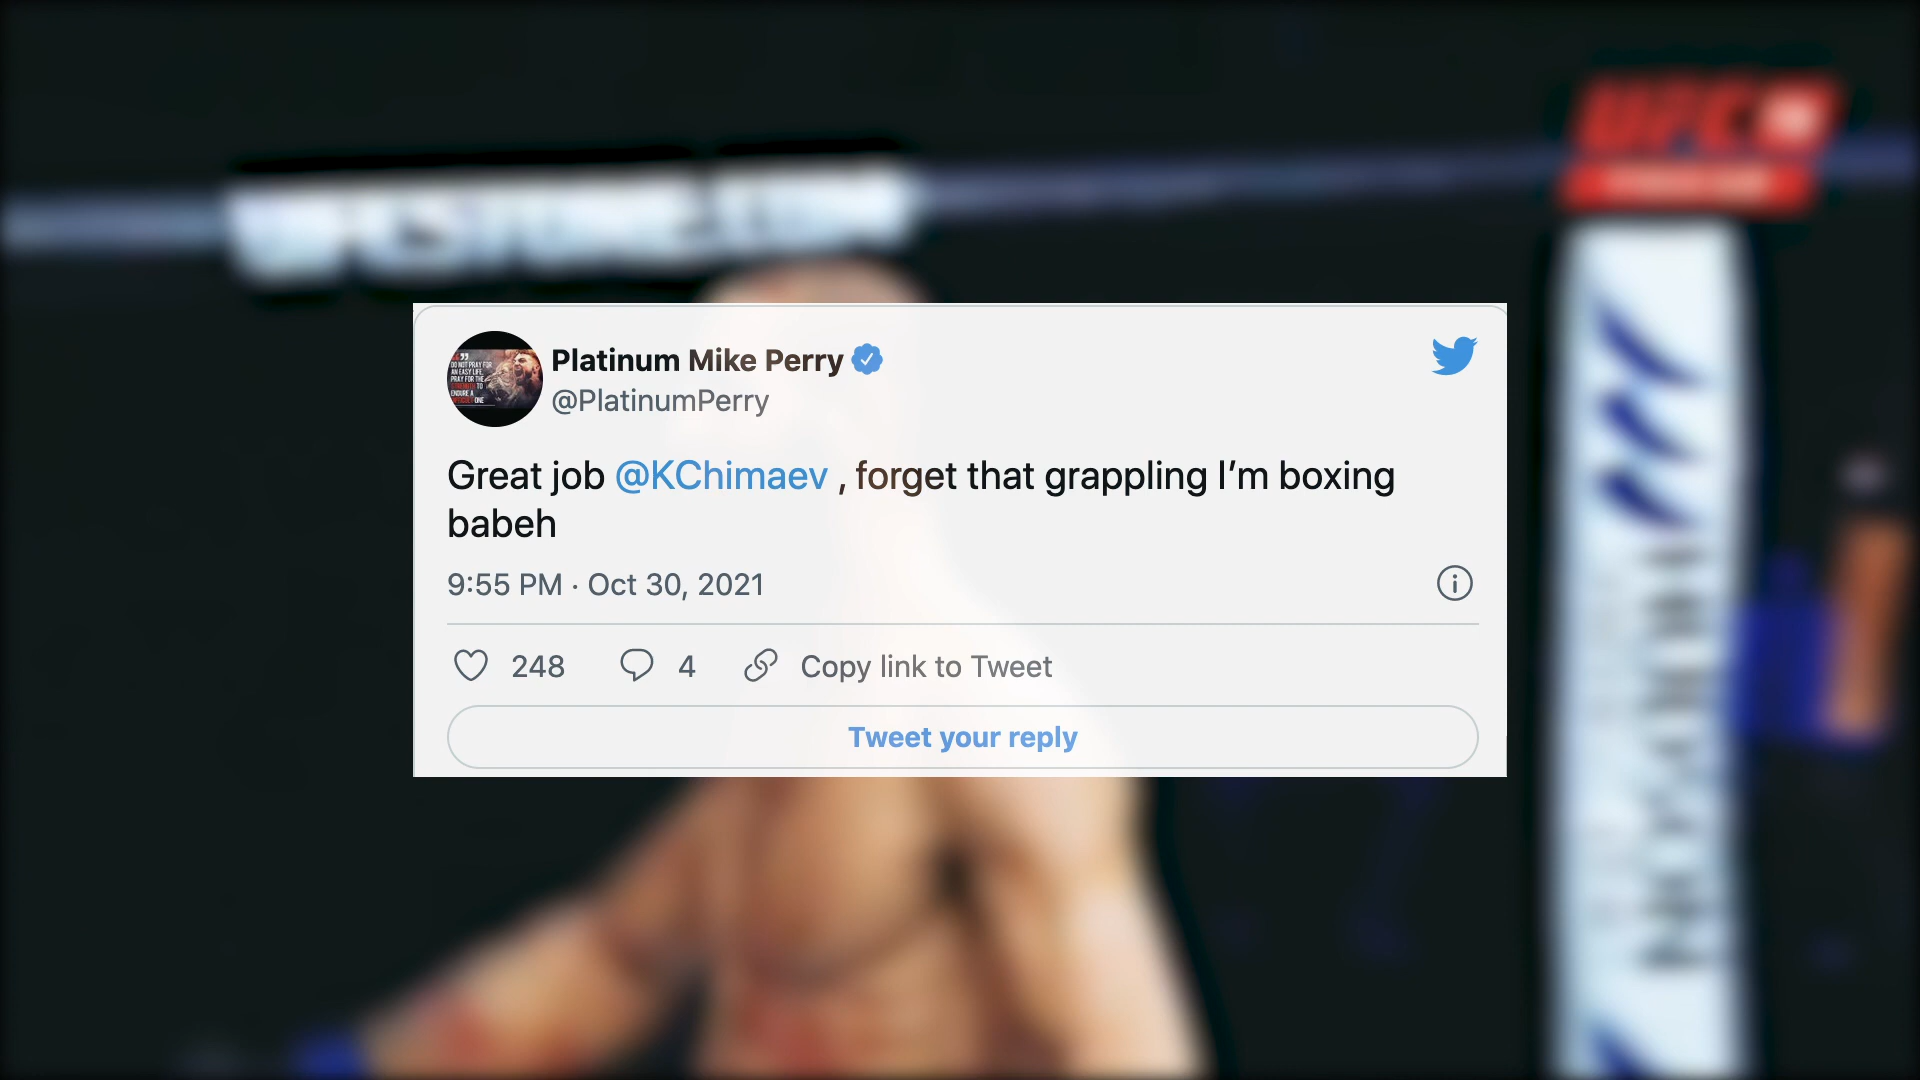 UFC
Platinum Mike Perry
@PlatinumPerry
Great job @KChimaev , forget that grappling I’m boxing
babeh
9:55 PM · Oct 30, 2021
248
4
Copy link to Tweet
Tweet your reply